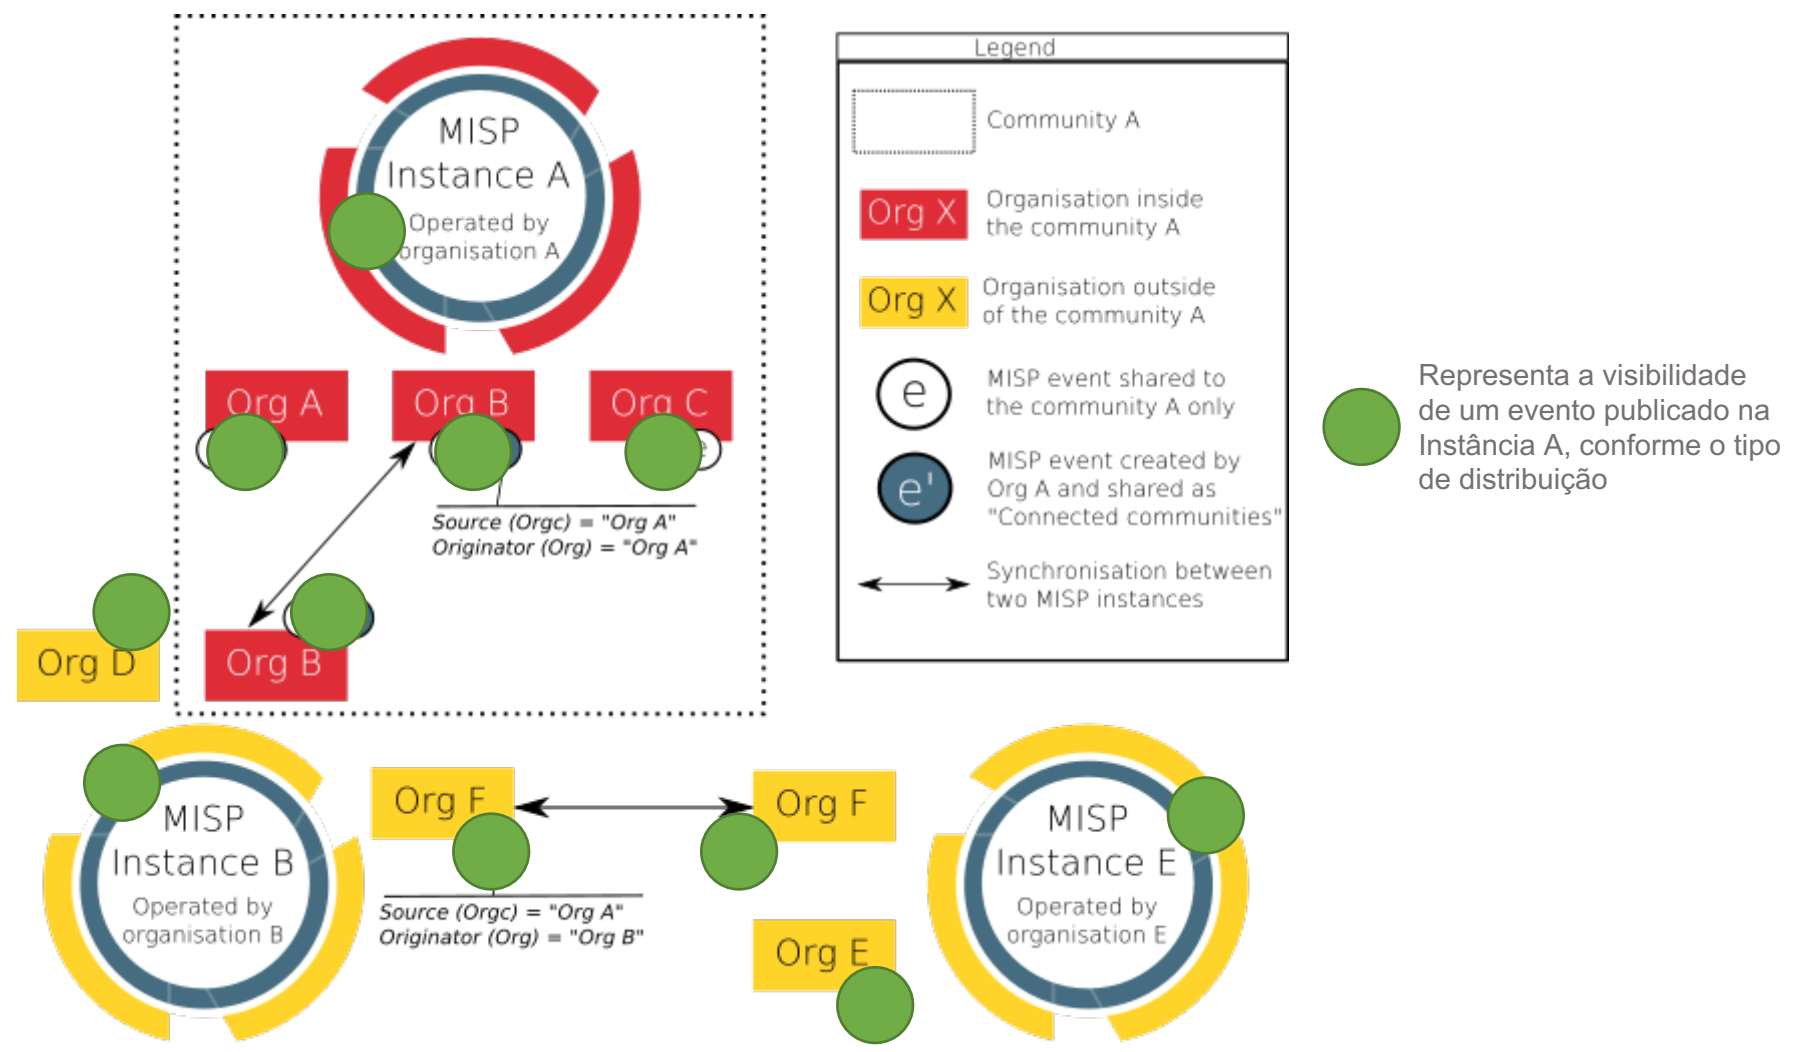 MISP
Instance A
Operated by
organisation A
Org A
Org B
Org C
Source (Orgc) = "Org A"
Originator (Org) = "Org A"
Org D
Org B
MISP
Instance B
Operated by
organisation B
Org F
Source (Orgc) = "Org A"
Originator (Org) = "Org B"
Org F
Org E
MISP
Instance E
Operated by
organisation E
Legend
Community A
Org X
Organisation inside
the community A
Org X
Organisation outside
of the community A
e
MISP event shared to
the community A only
e'
MISP event created by
Org A and shared as
"Connected communities"
Synchronisation between
two MISP instances
Representa a visibilidade
de um evento publicado na
Instância A, conforme o tipo
de distribuição